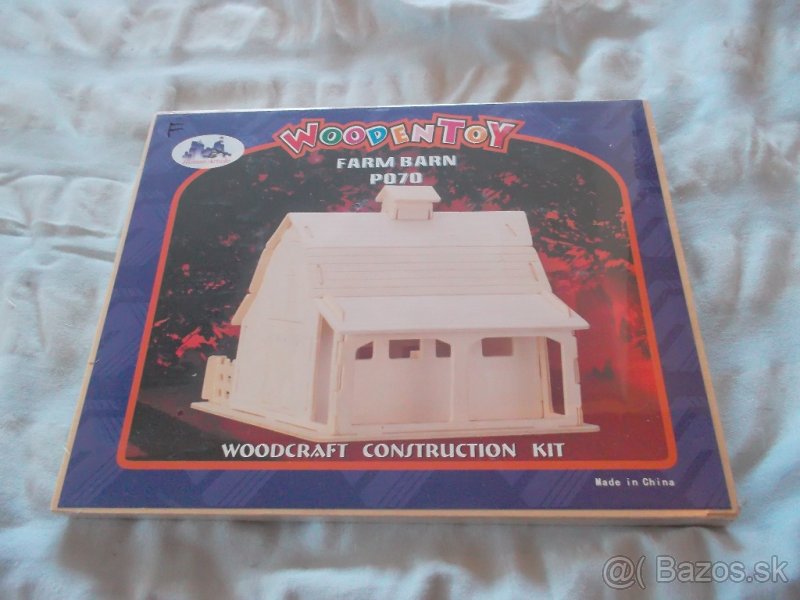 F
WOODENTOY
FARM BARN
P070
WOODCRAFT CONSTRUCTION KIT
Made in China
@( Bazos.sk